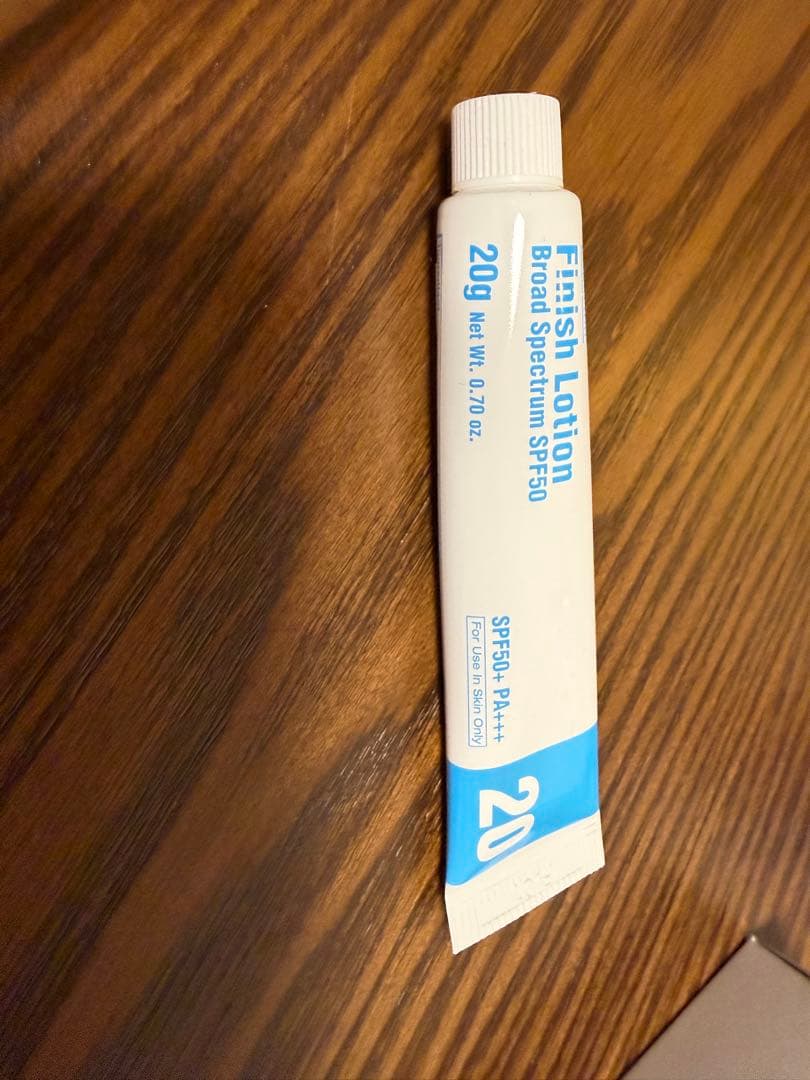 Finish Lotion
Broad Spectrum SPF50
20g Net Wt. 0.70 oz.
SPF50+ PA+++
For Use In Skin Only
20